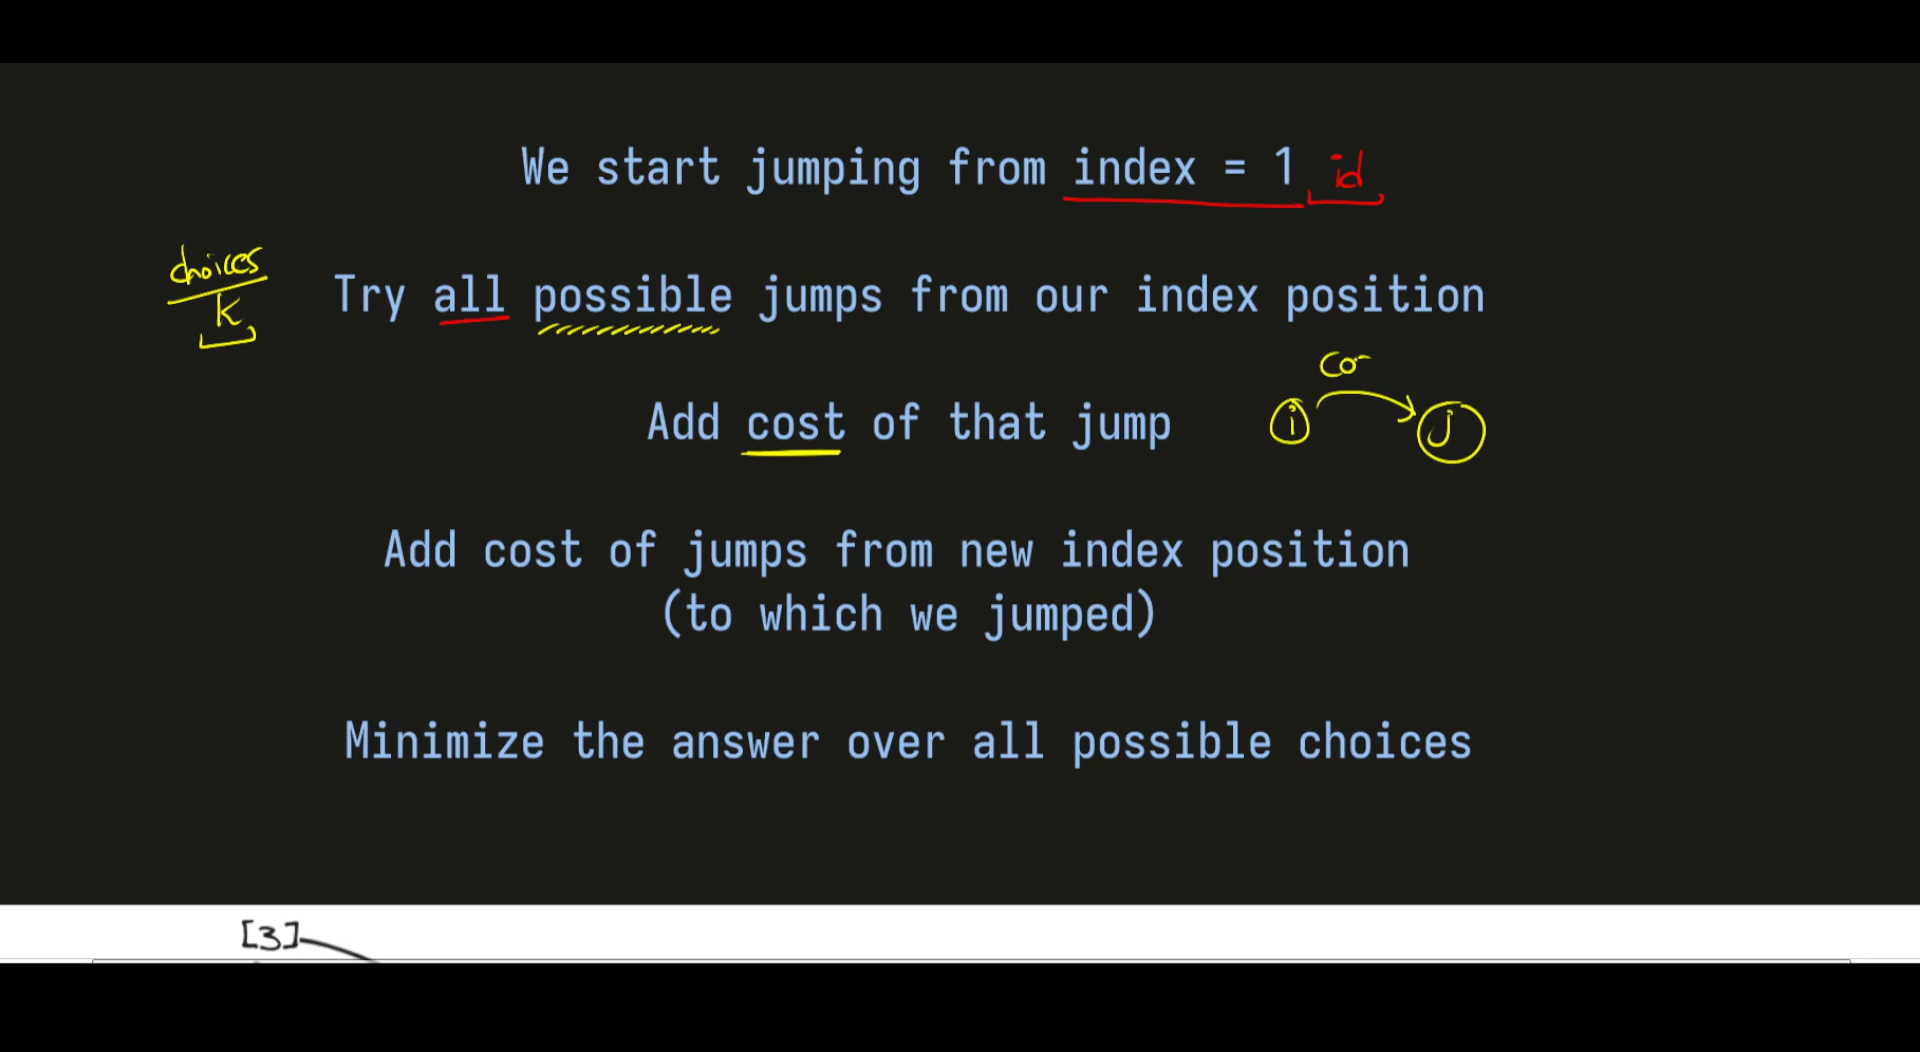 We start jumping from index = 1 id
choices
K
Try all possible jumps from our index position
Co
Add cost of that jump
i
j
Add cost of jumps from new index position
(to which we jumped)
Minimize the answer over all possible choices
[3]